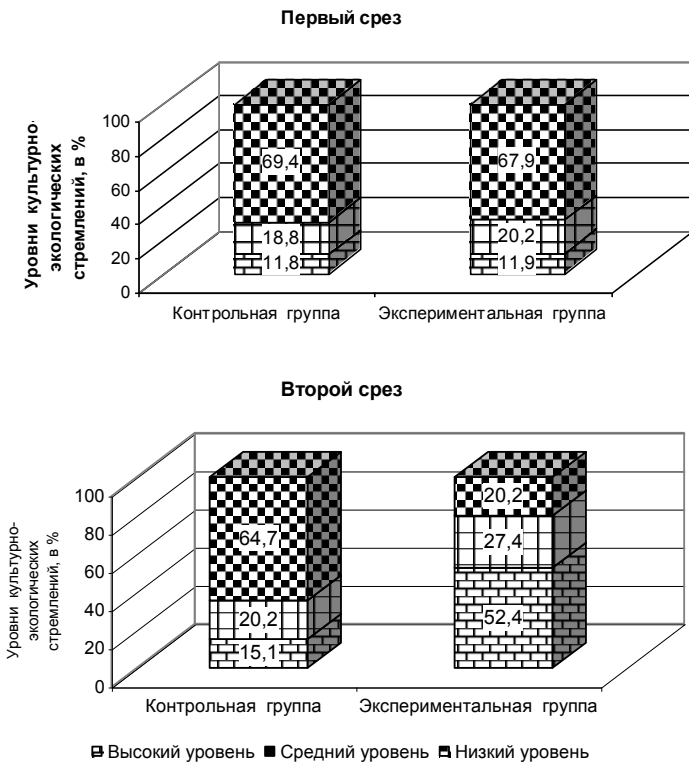 Первый срез
Уровни культурно-
экологических
стремлений, в %
100
80
60
40
20
0
69,4
67,9
18,8
20,2
11,8
11,9
Контрольная группа
Экспериментальная группа
Второй срез
Уровни культурно-
экологических
стремлений, в %
100
80
60
40
20
0
64,7
20,2
20,2
27,4
15,1
52,4
Контрольная группа
Экспериментальная группа
Высокий уровень
Средний уровень
Низкий уровень